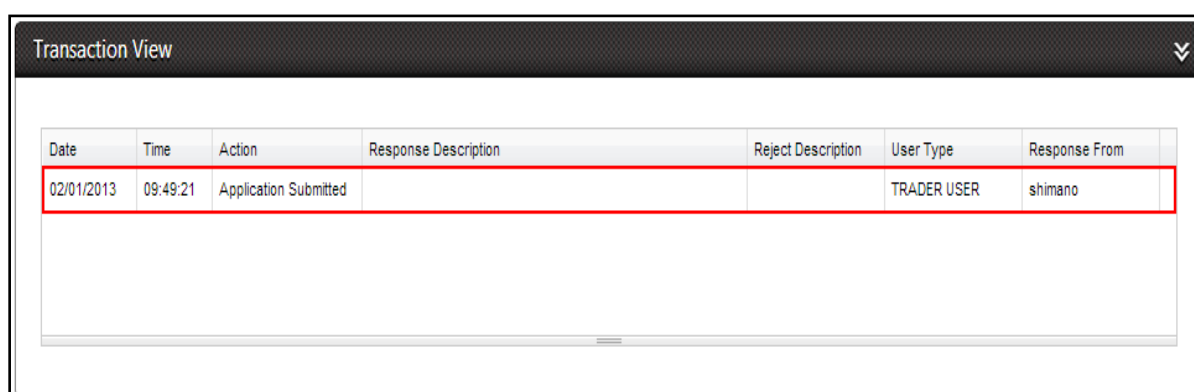 Transaction View
Date Time Action Response Description Reject Description User Type Response From
02/01/2013 09:49:21 Application Submitted TRADER USER shimano